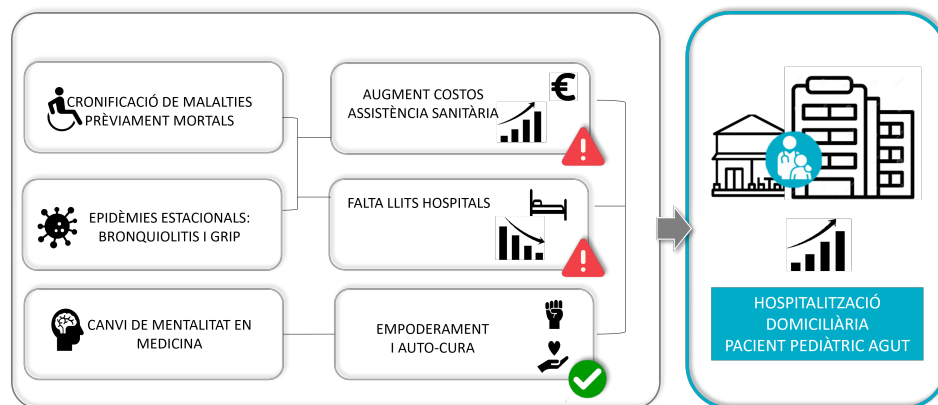 CRONIFICACIÓ DE MALALTIES
PRÈVIAMENT MORTALS
AUGMENT COSTOS
ASSISTÈNCIA SANITÀRIA
€
EPIDÈMIES ESTACIONALS:
BRONQUIOLITIS I GRIP
FALTA LLITS HOSPITALS
CANVI DE MENTALITAT EN
MEDICINA
EMPODERAMENT
I AUTO-CURA
HOSPITALITZACIÓ
DOMICILIÀRIA
PACIENT PEDIÀTRIC AGUT